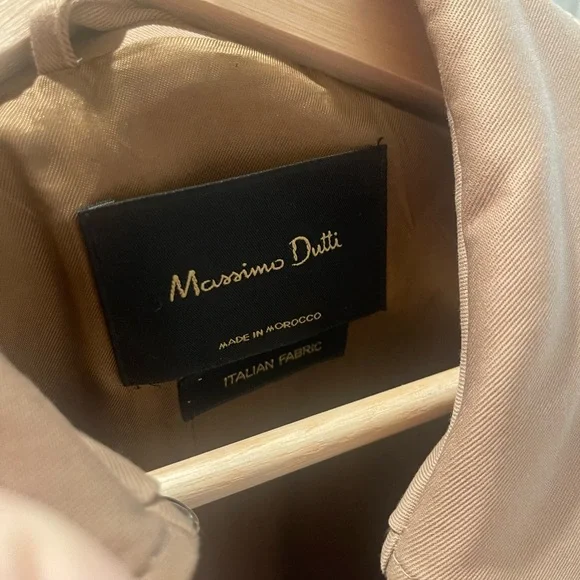 Massimo Dutti
MADE IN MOROCCO
ITALIAN FABRIC